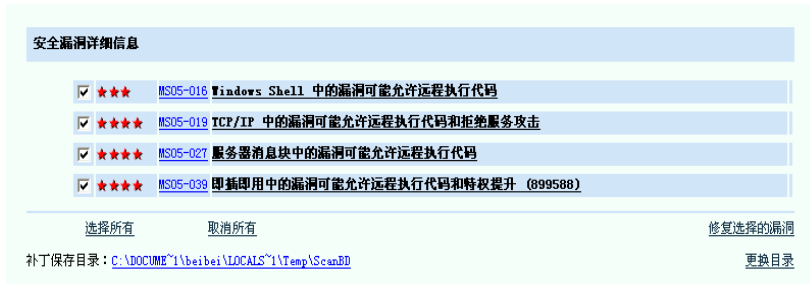 安全漏洞详细信息
★★★ MS05-016 Windows Shell 中的漏洞可能允许远程执行代码
★★★★ MS05-019 TCP/IP 中的漏洞可能允许远程执行代码和拒绝服务攻击
★★★★ MS05-027 服务器消息块中的漏洞可能允许远程执行代码
★★★★ MS05-039 即插即用中的漏洞可能允许远程执行代码和特权提升 (899588)
选择所有 取消所有 修复选择的漏洞
补丁保存目录：C:\DOCUME~1\beibei\LOCALS~1\Temp\ScanBD 更换目录